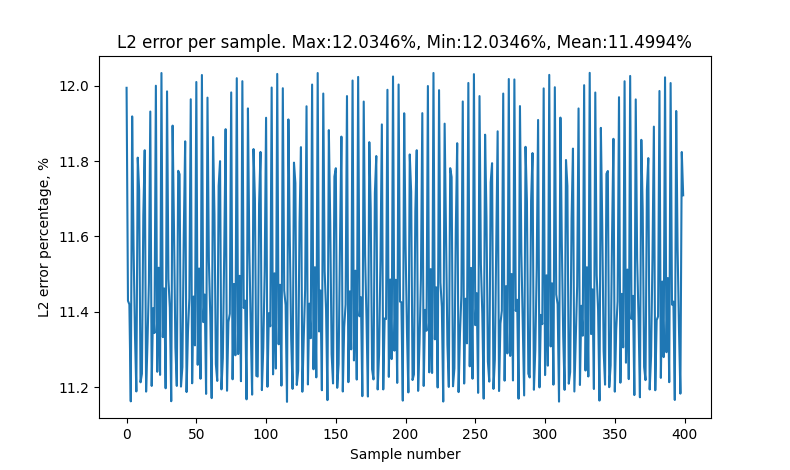 L2 error per sample. Max:12.0346%, Min:12.0346%, Mean:11.4994%
12.0
11.8
11.6
11.4
11.2
L2 error percentage, %
0 50 100 150 200 250 300 350 400
Sample number